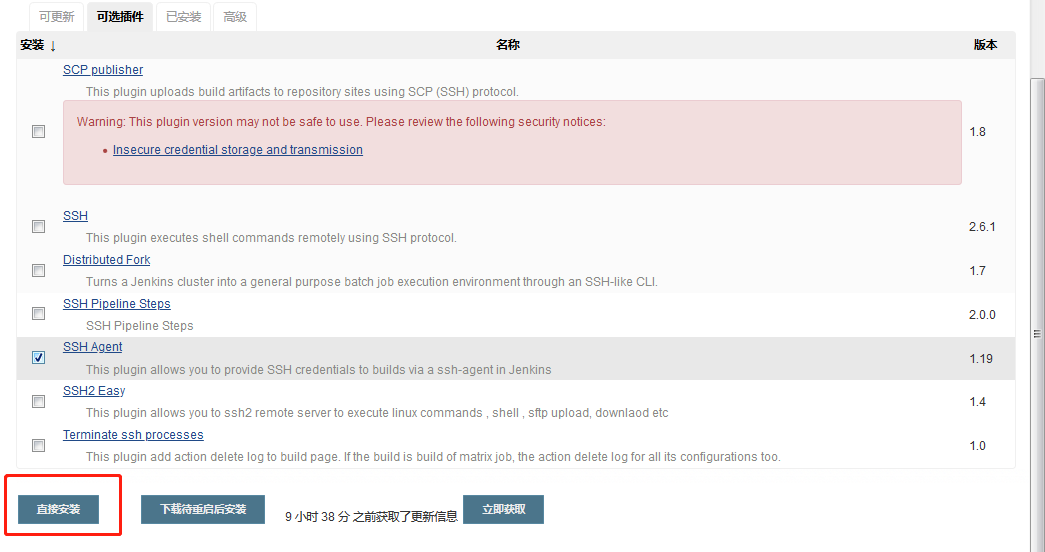 可更新 可选插件 已安装 高级
安装 ↓ 名称 版本
SCP publisher
This plugin uploads build artifacts to repository sites using SCP (SSH) protocol.
Warning: This plugin version may not be safe to use. Please review the following security notices:
• Insecure credential storage and transmission
1.8
SSH
This plugin executes shell commands remotely using SSH protocol.
2.6.1
Distributed Fork
Turns a Jenkins cluster into a general purpose batch job execution environment through an SSH-like CLI.
1.7
SSH Pipeline Steps
SSH Pipeline Steps
2.0.0
SSH Agent
This plugin allows you to provide SSH credentials to builds via a ssh-agent in Jenkins
1.19
SSH2 Easy
This plugin allows you to ssh2 remote server to execute linux commands , shell , sftp upload, downlaod etc
1.4
Terminate ssh processes
This plugin add action delete log to build page. If the build is build of matrix job, the action delete log for all its configurations too.
1.0
直接安装 下载待重启后安装 9 小时 38 分 之前获取了更新信息 立即获取